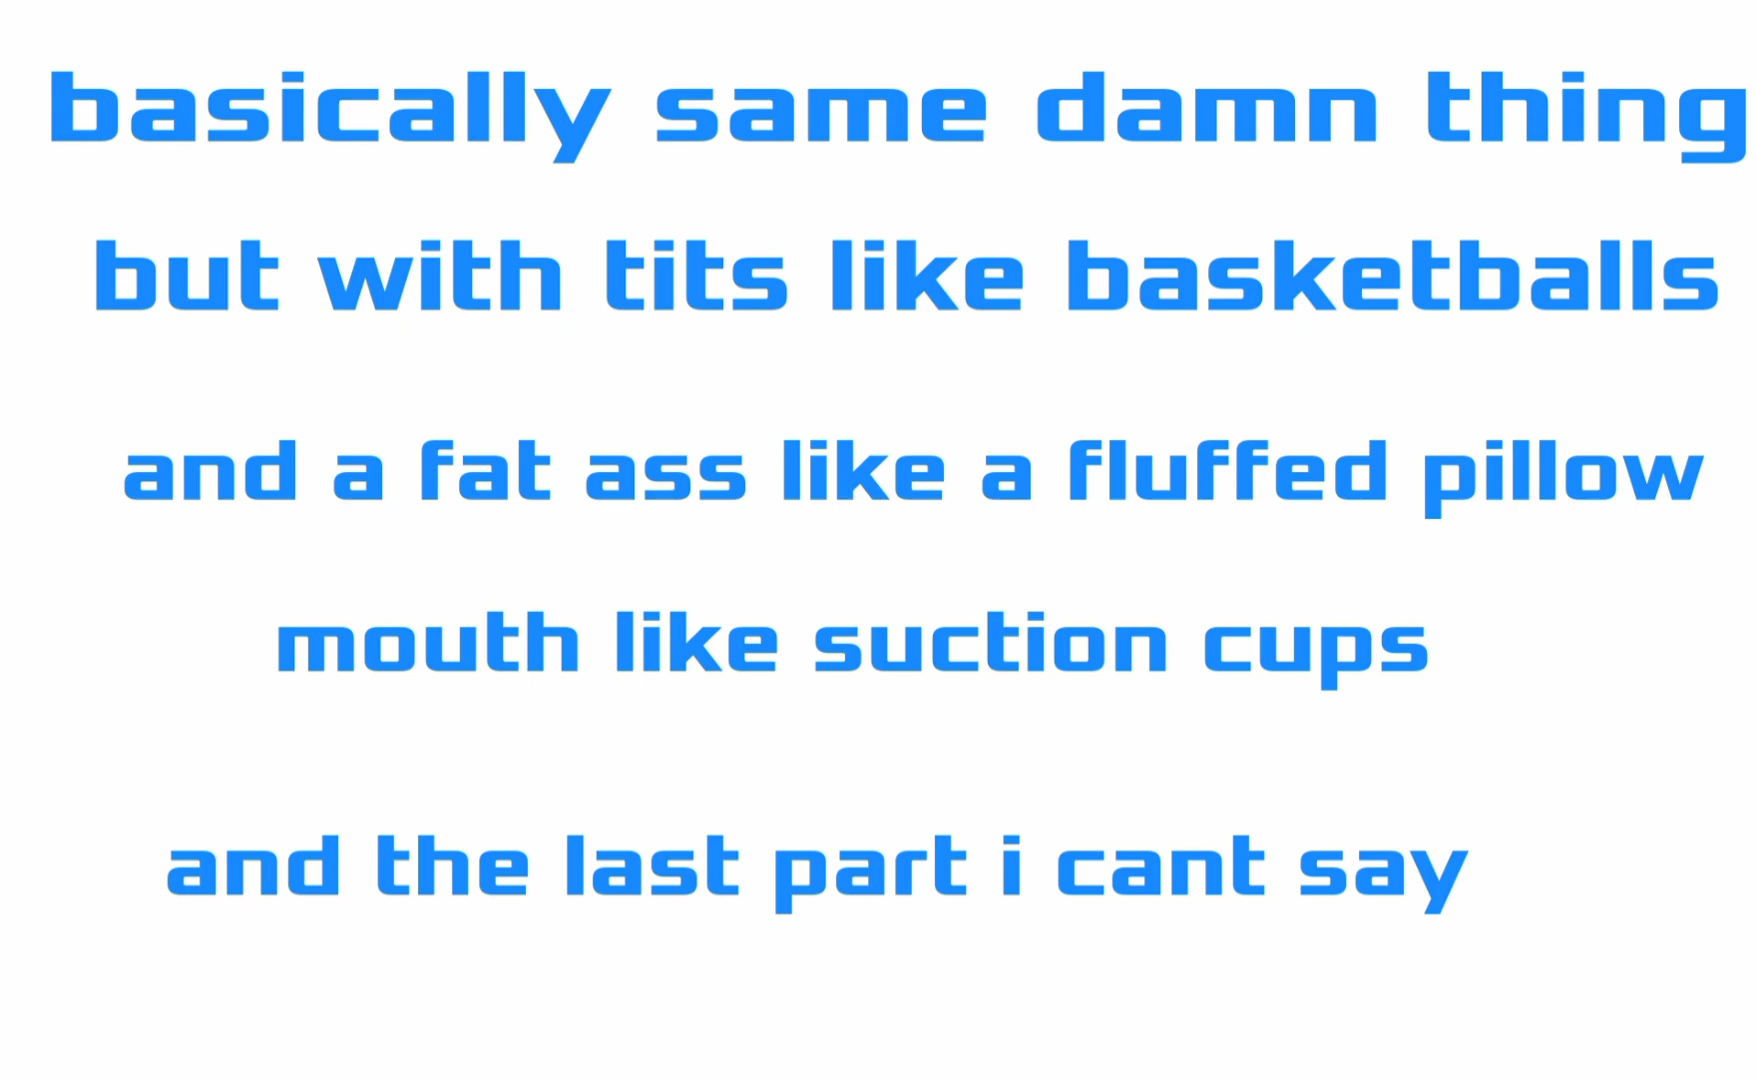 basically same damn thing
but with tits like basketballs
and a fat ass like a fluffed pillow
mouth like suction cups
and the last part i cant say